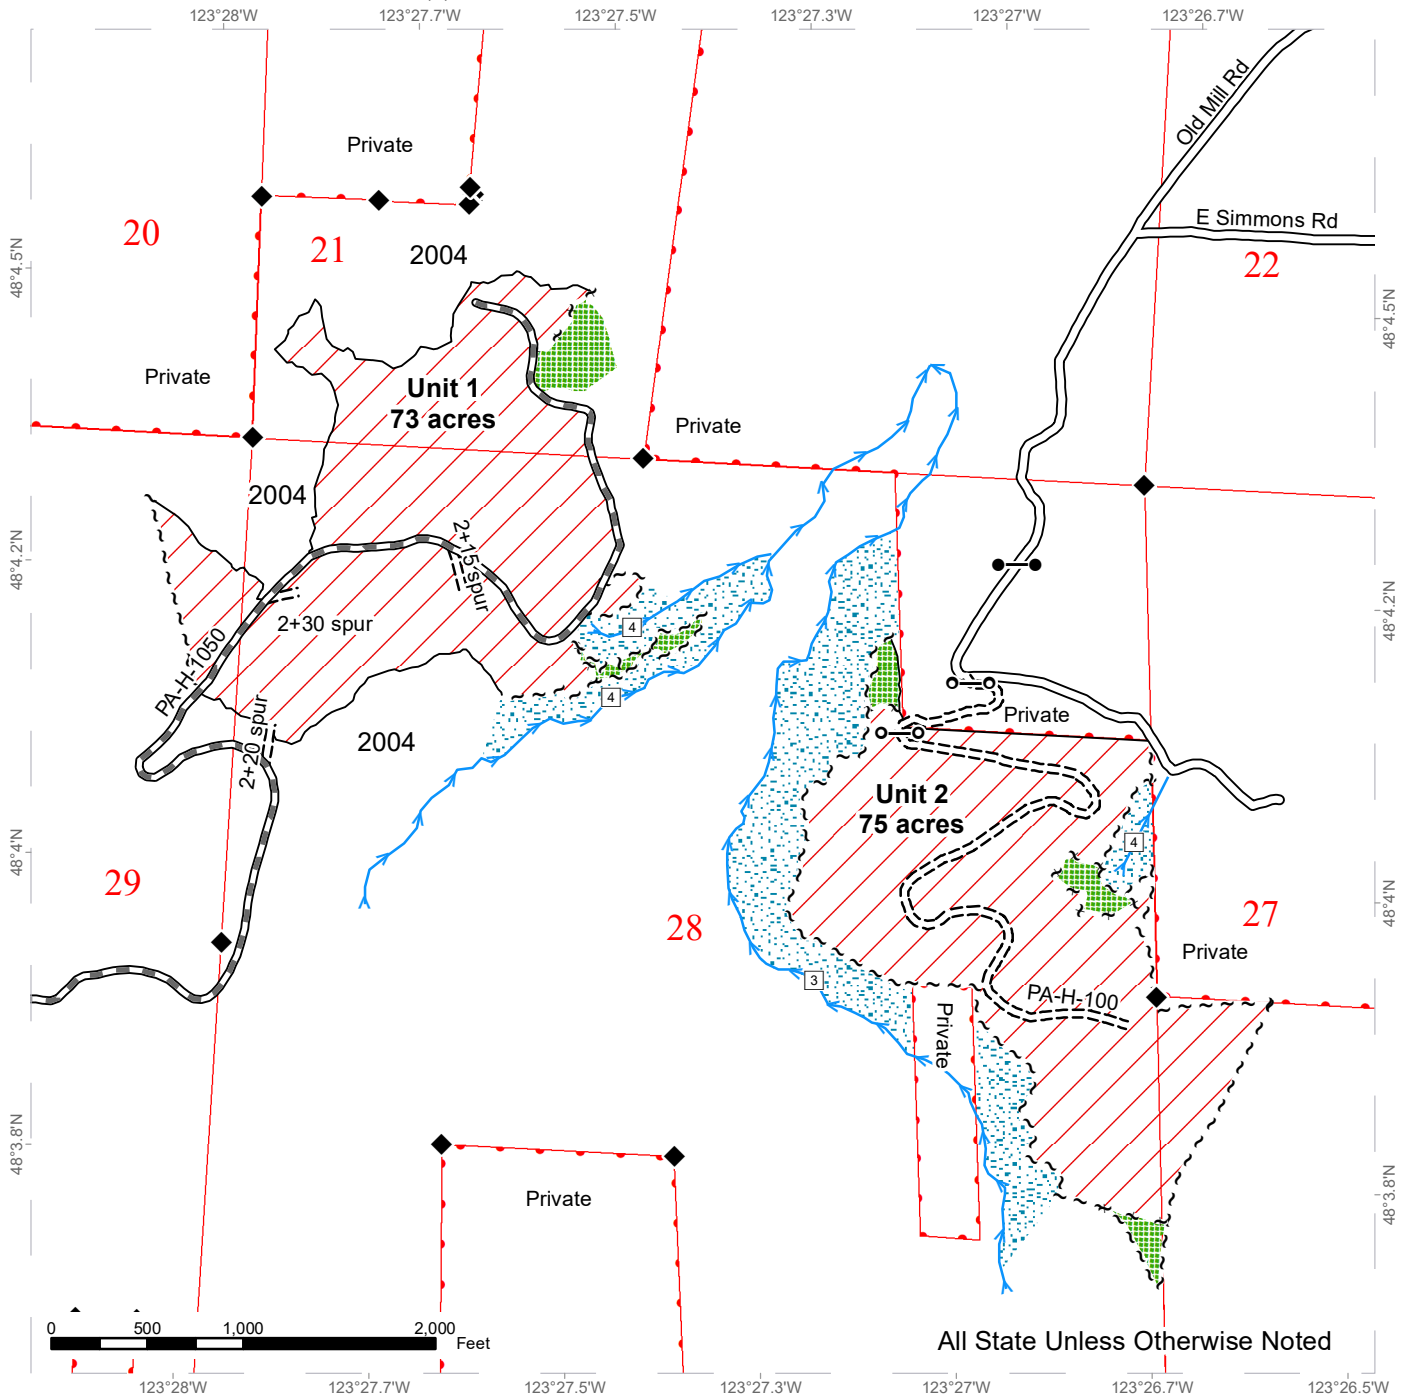 123°28'W
123°27.7'W
123°27.5'W
123°27.3'W
123°27'W
123°26.7'W
Old Mill Rd
Private
E Simmons Rd
20
21
2004
22
48°4.5'N
48°4.5'N
Private
Unit 1
73 acres
Private
2004
2+15 spur
48°4.2'N
48°4.2'N
2+30 spur
4
PA-H-1050
4
2+20 spur
2004
Private
Unit 2
75 acres
4
48°4'N
48°4'N
29
28
27
Private
3
PA-H-100
Private
48°3.8'N
48°3.8'N
Private
0 500 1,000 2,000
Feet
All State Unless Otherwise Noted
123°28'W
123°27.7'W
123°27.5'W
123°27.3'W
123°27'W
123°26.7'W
123°26.5'W